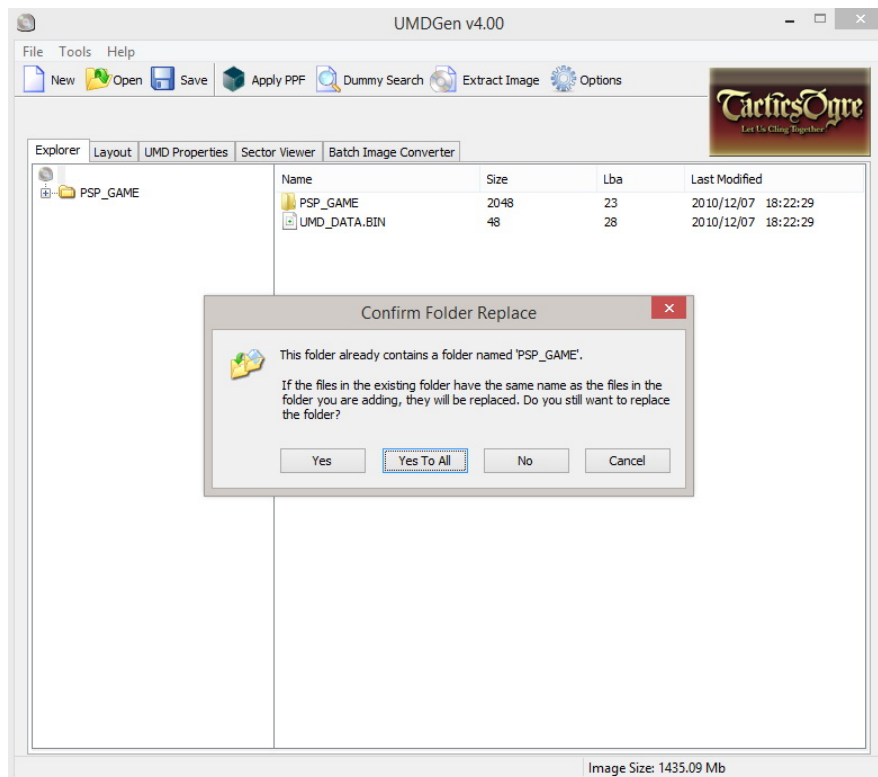 UMDGen v4.00
File Tools Help
New Open Save Apply PPF Dummy Search Extract Image Options
TacticsOgre
Let Us Cling Together
Explorer Layout UMD Properties Sector Viewer Batch Image Converter
PSP_GAME
Name Size Lba Last Modified
PSP_GAME 2048 23 2010/12/07 18:22:29
UMD_DATA.BIN 48 28 2010/12/07 18:22:29
Confirm Folder Replace
This folder already contains a folder named 'PSP_GAME'.
If the files in the existing folder have the same name as the files in the
folder you are adding, they will be replaced. Do you still want to replace
the folder?
Yes Yes To All No Cancel
Image Size: 1435.09 Mb